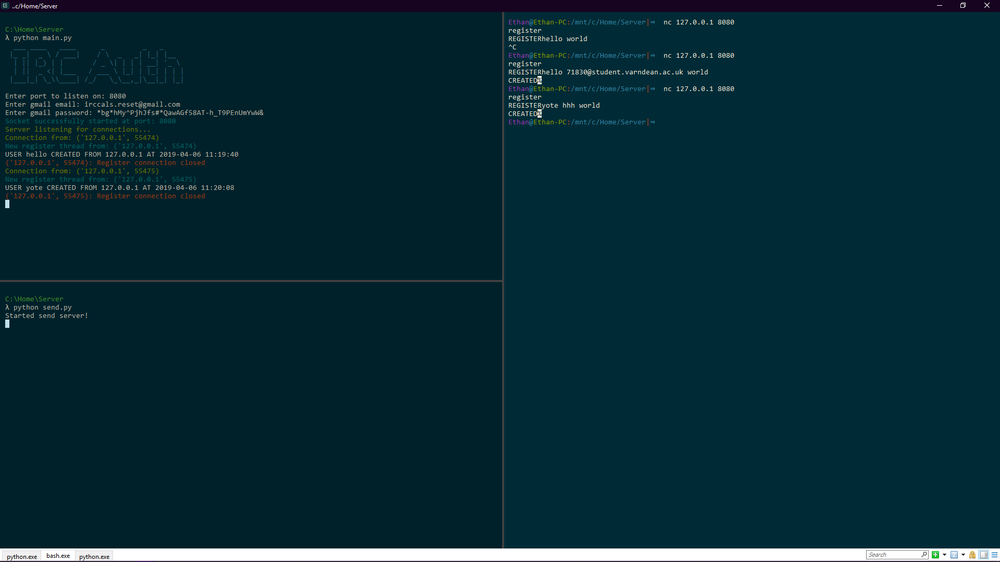 ..c/Home/Server
C:\Home\Server
λ python main.py
IRC Auth
Enter port to listen on: 8080
Enter gmail email: irccals.reset@gmail.com
Enter gmail password: *bg*hMy^PjhJfs#*QawAGf58AT-h_T9PEnUmYwW&
Socket successfully started at port: 8080
Server listening for connections...
Connection from: ('127.0.0.1', 55474)
New register thread from: ('127.0.0.1', 55474)
USER hello CREATED FROM 127.0.0.1 AT 2019-04-06 11:19:40
('127.0.0.1', 55474): Register connection closed
Connection from: ('127.0.0.1', 55475)
New register thread from: ('127.0.0.1', 55475)
USER yote CREATED FROM 127.0.0.1 AT 2019-04-06 11:20:08
('127.0.0.1', 55475): Register connection closed
C:\Home\Server
λ python send.py
Started send server!
Ethan@Ethan-PC:/mnt/c/Home/Server|⇒  nc 127.0.0.1 8080
register
REGISTERhello world
^C
Ethan@Ethan-PC:/mnt/c/Home/Server|⇒  nc 127.0.0.1 8080
register
REGISTERhello 71830@student.varndean.ac.uk world
CREATED%
Ethan@Ethan-PC:/mnt/c/Home/Server|⇒  nc 127.0.0.1 8080
register
REGISTERyote hhh world
CREATED%
Ethan@Ethan-PC:/mnt/c/Home/Server|⇒
python.exe
bash.exe
python.exe
Search